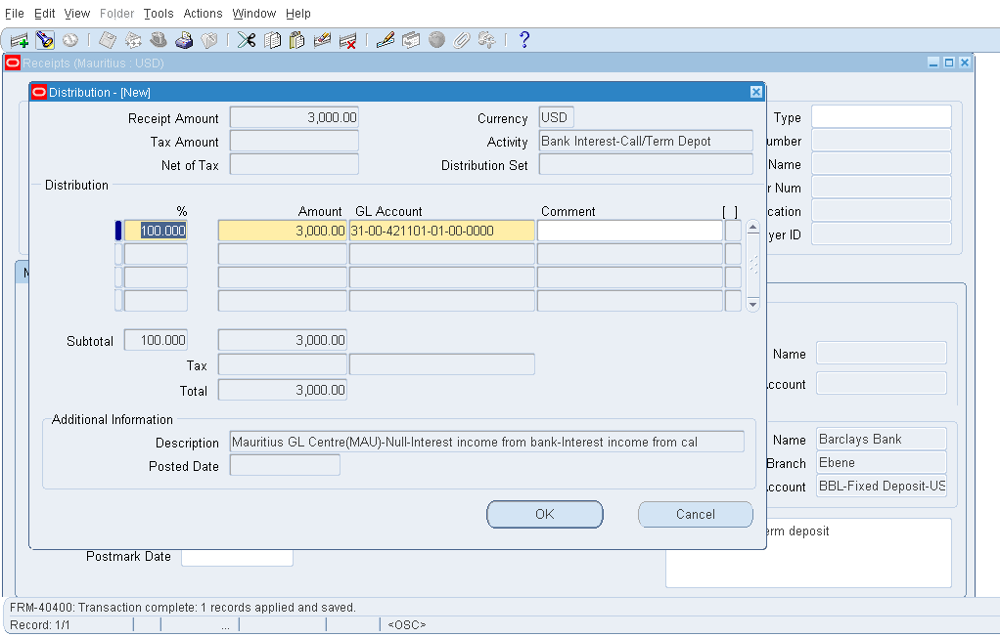 File Edit View Folder Tools Actions Window Help
Receipts (Mauritius : USD)
Distribution - [New]
Receipt Amount 3,000.00 Currency USD Type
Tax Amount Activity Bank Interest-Call/Term Depot umber
Net of Tax Distribution Set Name
Distribution r Num
% Amount GL Account Comment [ ] cation
100.000 3,000.00 31-00-421101-01-00-0000 yer ID
Subtotal 100.000 3,000.00
Name
Tax
Total 3,000.00 ccount
Additional Information
Description Mauritius GL Centre(MAU)-Null-Interest income from bank-Interest income from cal Name Barclays Bank
Posted Date Branch Ebene
ccount BBL-Fixed Deposit-US
OK Cancel
erm deposit
Postmark Date
FRM-40400: Transaction complete: 1 records applied and saved.
Record: 1/1 ... <OSC>